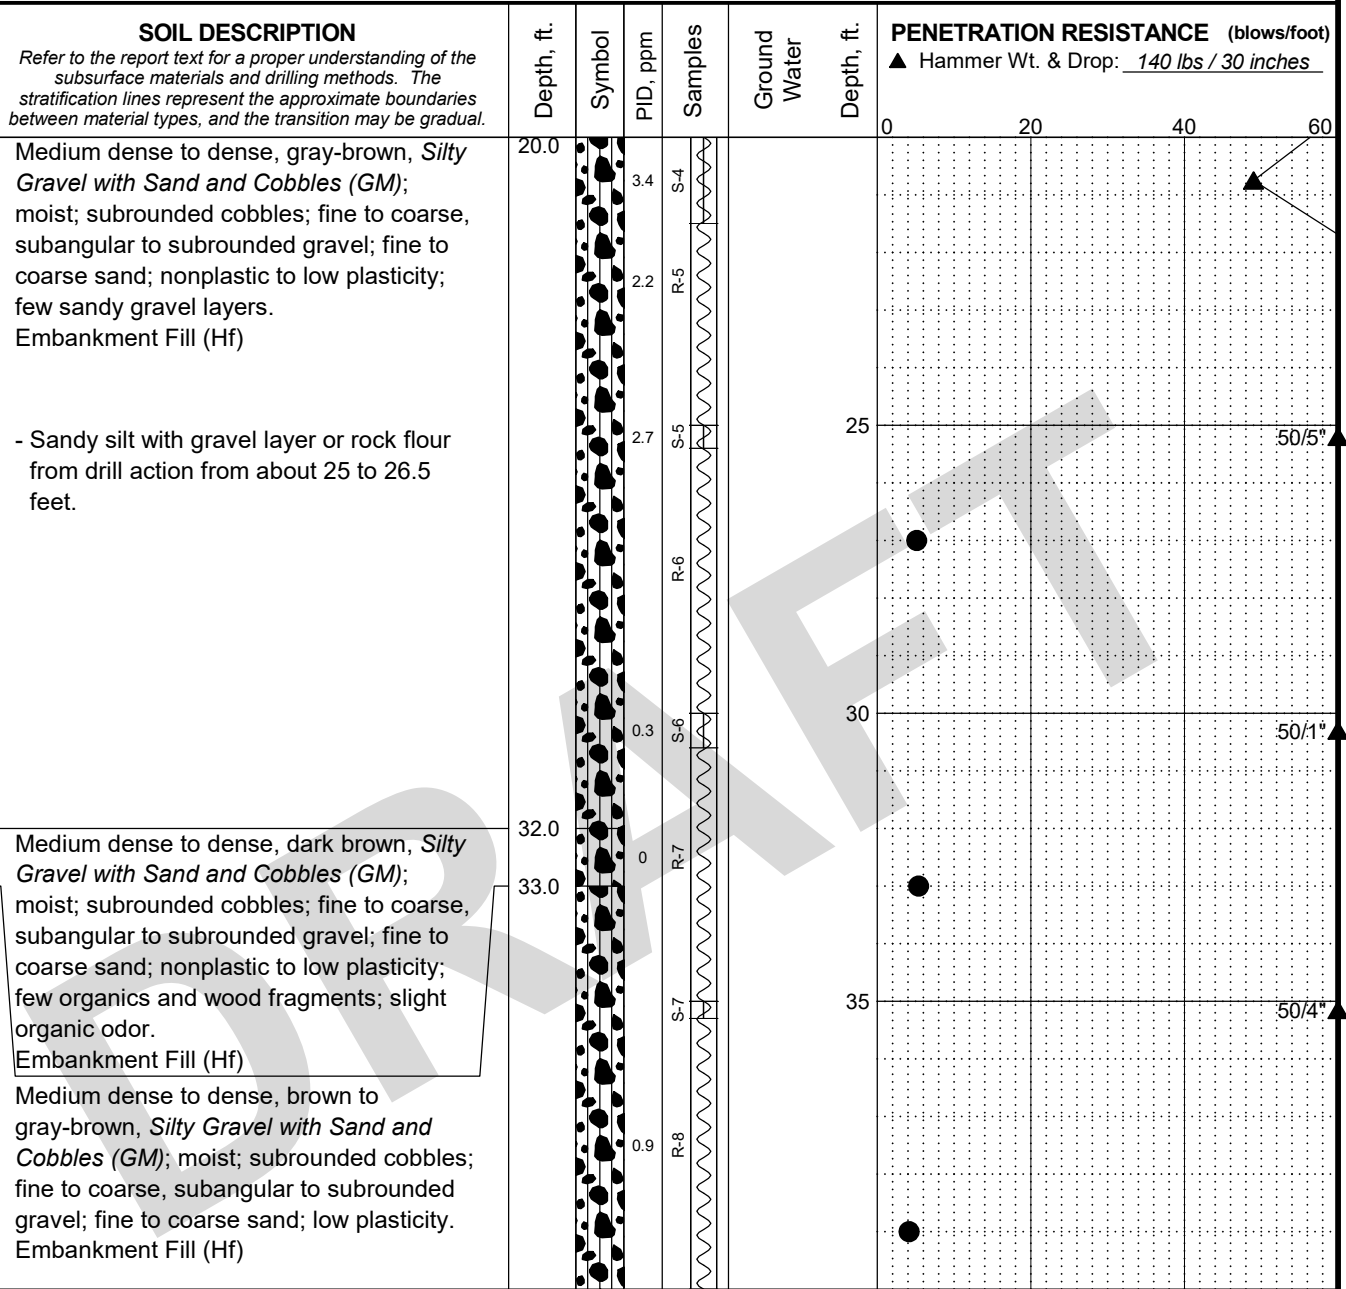 SOIL DESCRIPTION
Refer to the report text for a proper understanding of the
subsurface materials and drilling methods. The
stratification lines represent the approximate boundaries
between material types, and the transition may be gradual.
Depth, ft.
Symbol
PID, ppm
Samples
Ground
Water
Depth, ft.
PENETRATION RESISTANCE (blows/foot)
▲ Hammer Wt. & Drop: 140 lbs / 30 inches
0 20 40 60
Medium dense to dense, gray-brown, Silty
Gravel with Sand and Cobbles (GM);
moist; subrounded cobbles; fine to coarse,
subangular to subrounded gravel; fine to
coarse sand; nonplastic to low plasticity;
few sandy gravel layers.
Embankment Fill (Hf)
- Sandy silt with gravel layer or rock flour
from drill action from about 25 to 26.5
feet.
Medium dense to dense, dark brown, Silty
Gravel with Sand and Cobbles (GM);
moist; subrounded cobbles; fine to coarse,
subangular to subrounded gravel; fine to
coarse sand; nonplastic to low plasticity;
few organics and wood fragments; slight
organic odor.
Embankment Fill (Hf)
Medium dense to dense, brown to
gray-brown, Silty Gravel with Sand and
Cobbles (GM); moist; subrounded cobbles;
fine to coarse, subangular to subrounded
gravel; fine to coarse sand; low plasticity.
Embankment Fill (Hf)
20.0
32.0
33.0
3.4
2.2
2.7
0.3
0
0.9
S-4
R-5
S-5
R-6
S-6
R-7
S-7
R-8
25
30
35
50/5"
50/1"
50/4"
DRAFT